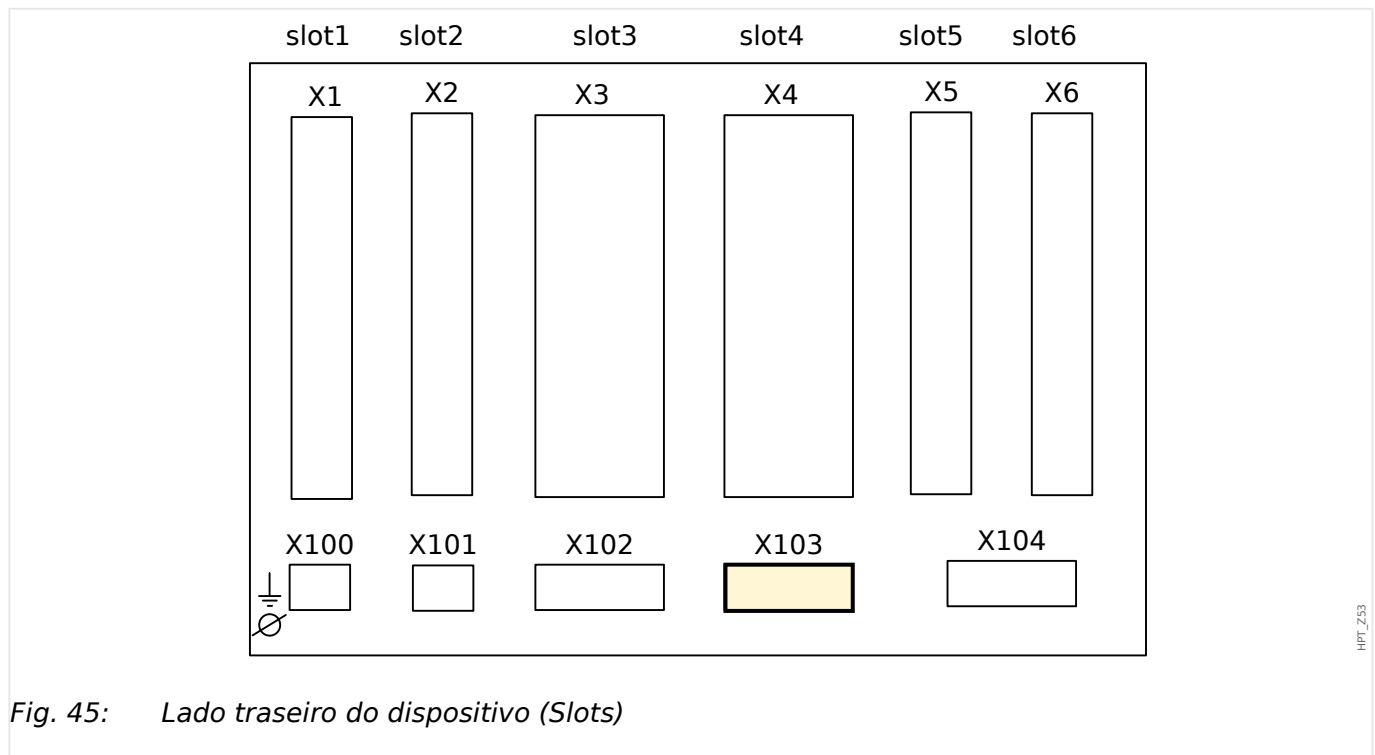 slot1 slot2 slot3 slot4 slot5 slot6
X1 X2 X3 X4 X5 X6
X100 X101 X102 X103 X104
HPT_Z53
Fig. 45: Lado traseiro do dispositivo (Slots)